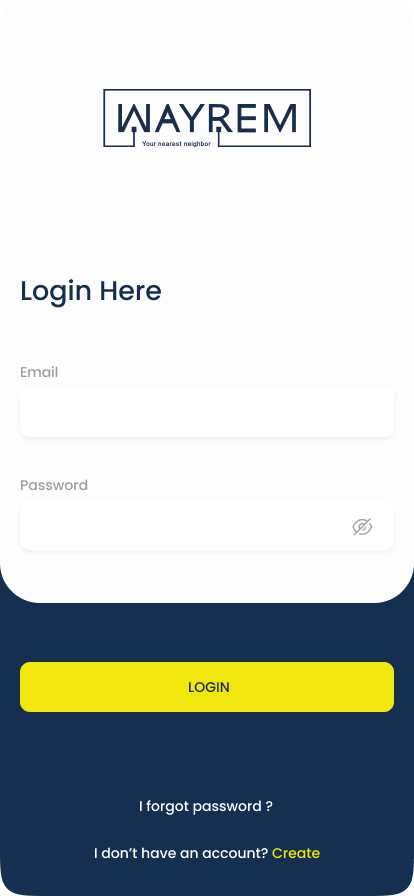 WAYREM
Your nearest neighbor
Login Here
Email
Password
LOGIN
I forgot password ?
I don’t have an account? Create